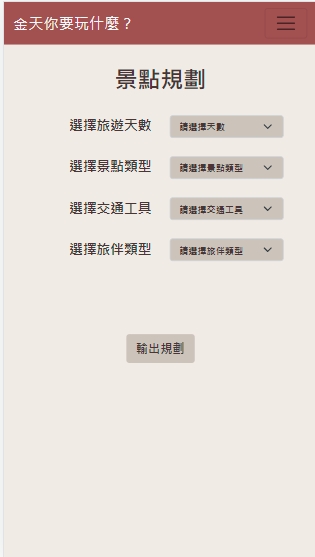 金天你要玩什麼？
景點規劃
選擇旅遊天數 請選擇天數
選擇景點類型 請選擇景點類型
選擇交通工具 請選擇交通工具
選擇旅伴類型 請選擇旅伴類型
輸出規劃